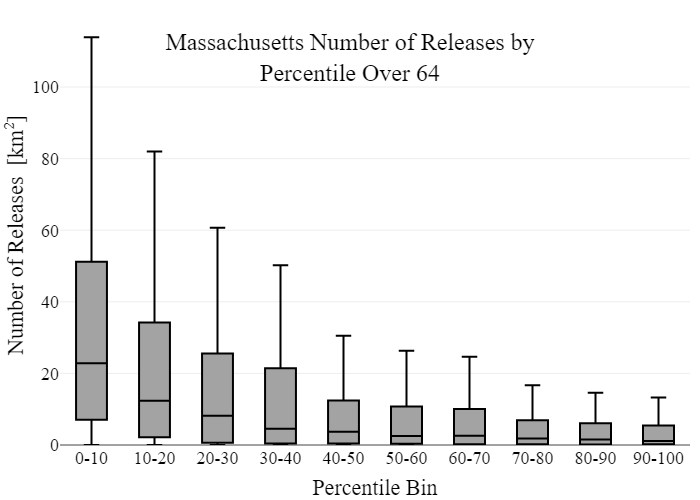 Massachusetts Number of Releases by
Percentile Over 64
Number of Releases [km²]
100
80
60
40
20
0
0-10 10-20 20-30 30-40 40-50 50-60 60-70 70-80 80-90 90-100
Percentile Bin